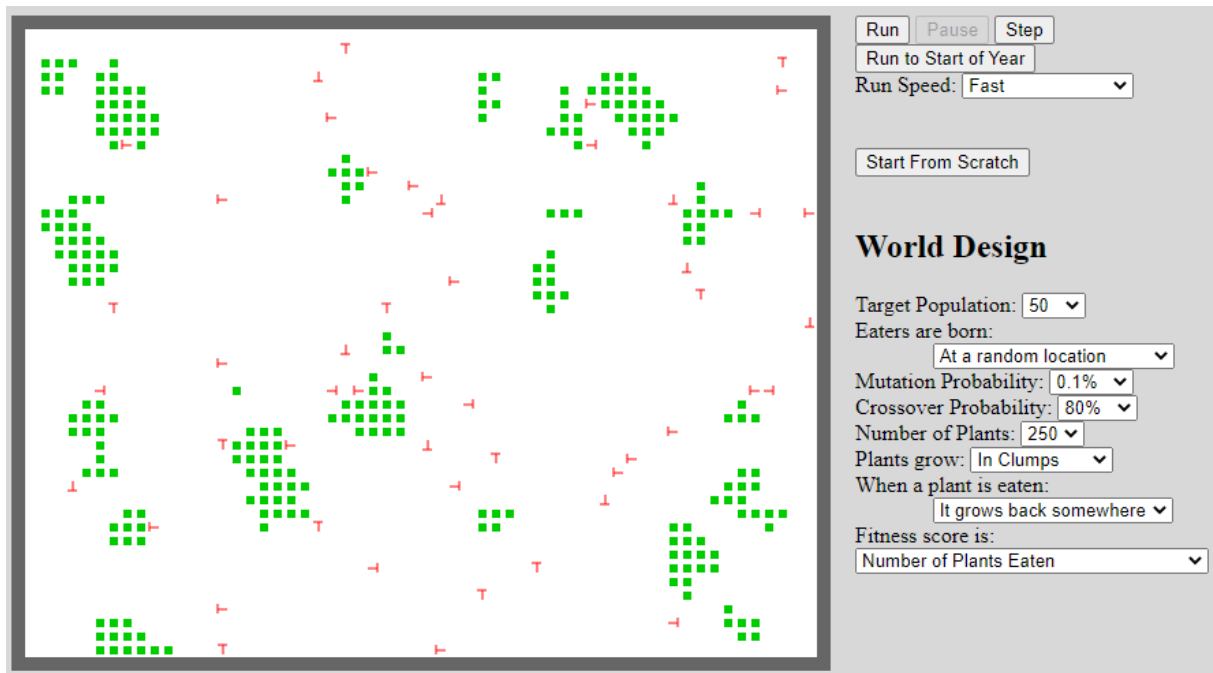 Run Pause Step
Run to Start of Year
Run Speed: Fast
Start From Scratch
World Design
Target Population: 50
Eaters are born:
At a random location
Mutation Probability: 0.1%
Crossover Probability: 80%
Number of Plants: 250
Plants grow: In Clumps
When a plant is eaten:
It grows back somewhere
Fitness score is:
Number of Plants Eaten